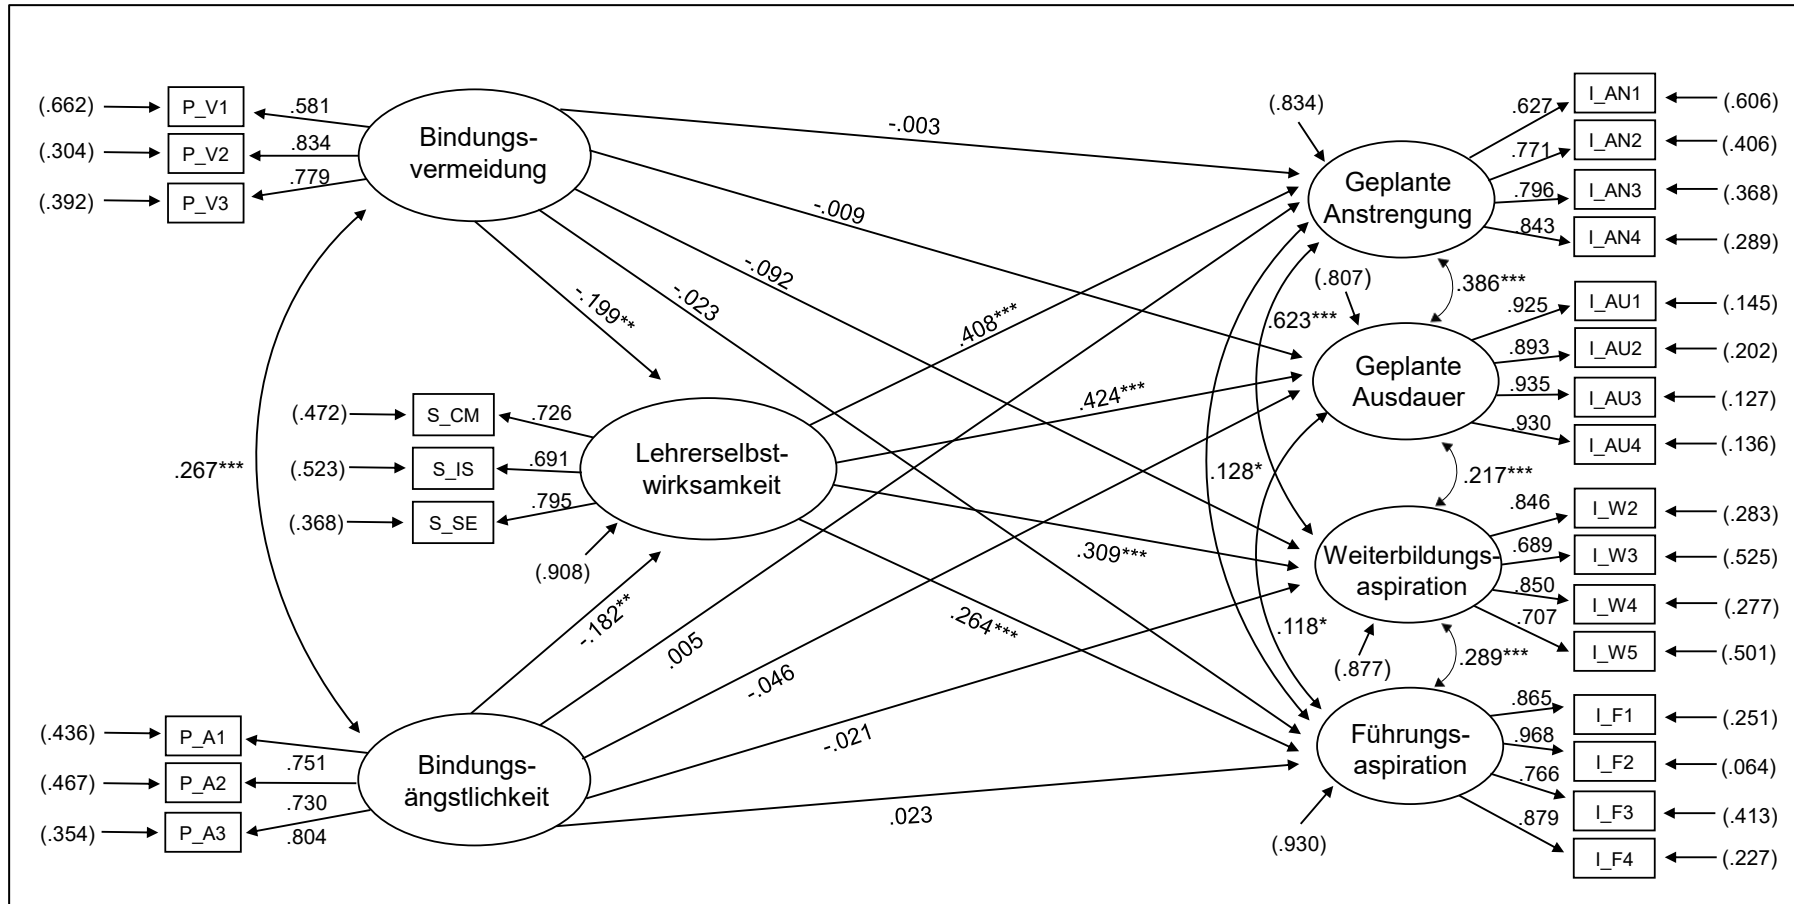 (.662)
P_V1
.581
(.304)
P_V2
.834
(.392)
P_V3
.779
Bindungs-
vermeidung
-.003
-.009
-.092
-.023
-.199**
.267***
(.472)
S_CM
.726
(.523)
S_IS
.691
(.368)
S_SE
.795
(.908)
Lehrerselbst-
wirksamkeit
.408***
.424***
.309***
.264***
-.182**
.005
-.046
-.021
.023
(.436)
P_A1
.751
(.467)
P_A2
.730
(.354)
P_A3
.804
Bindungs-
ängstlichkeit
(.834)
Geplante
Anstrengung
.627
I_AN1
(.606)
.771
I_AN2
(.406)
.796
I_AN3
(.368)
.843
I_AN4
(.289)
.386***
.623***
(.807)
Geplante
Ausdauer
.925
I_AU1
(.145)
.893
I_AU2
(.202)
.935
I_AU3
(.127)
.930
I_AU4
(.136)
.128*
.217***
Weiterbildungs-
aspiration
.846
I_W2
(.283)
.689
I_W3
(.525)
.850
I_W4
(.277)
.707
I_W5
(.501)
.118*
(.877)
.289***
Führungs-
aspiration
(.930)
.865
I_F1
(.251)
.968
I_F2
(.064)
.766
I_F3
(.413)
.879
I_F4
(.227)